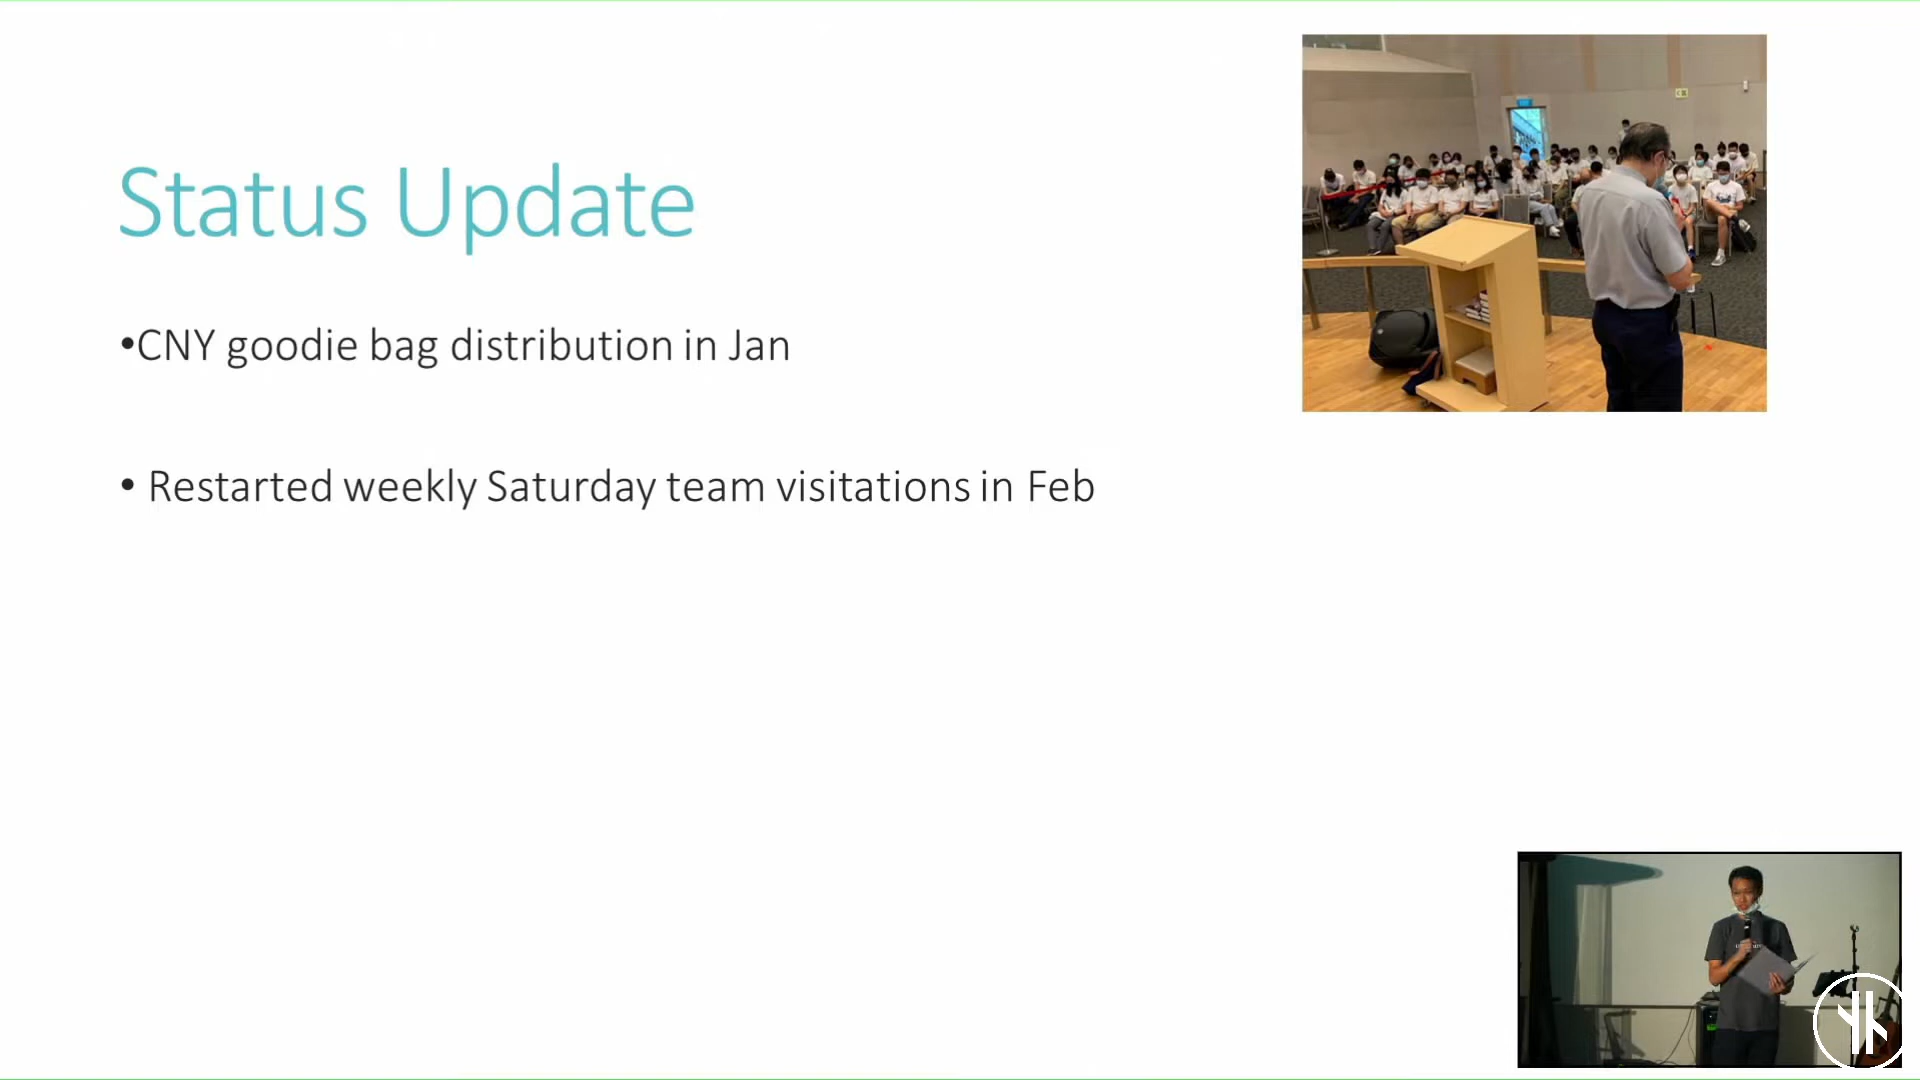 Status Update
•CNY goodie bag distribution in Jan
• Restarted weekly Saturday team visitations in Feb